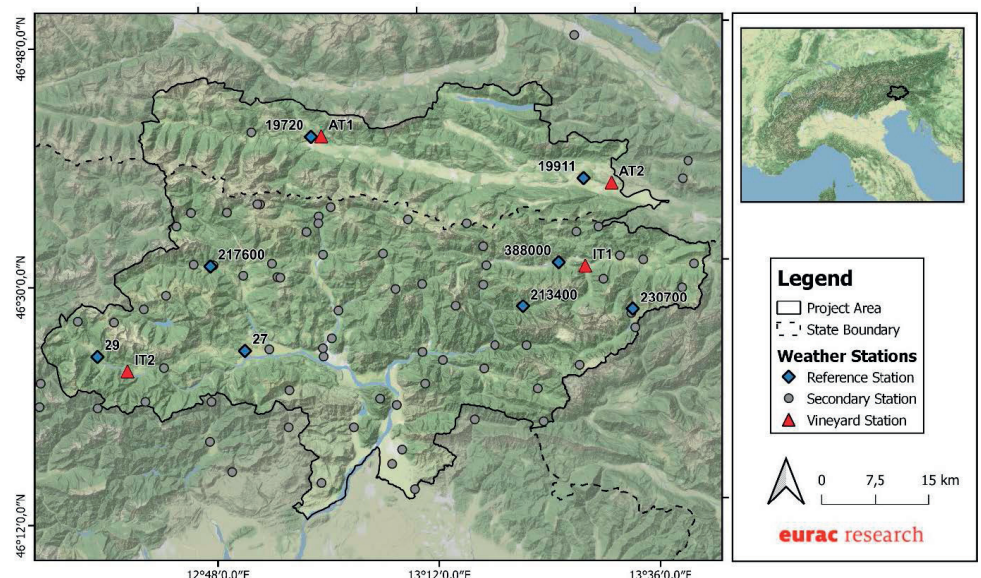 46°48'0,0"N
46°30'0,0"N
46°12'0,0"N
19720
AT1
19911
AT2
217600
388000
IT1
213400
230700
29
IT2
27
12°48'0,0"E
13°12'0,0"E
13°36'0,0"E
Legend
Project Area
State Boundary
Weather Stations
Reference Station
Secondary Station
Vineyard Station
0 7,5 15 km
eurac research